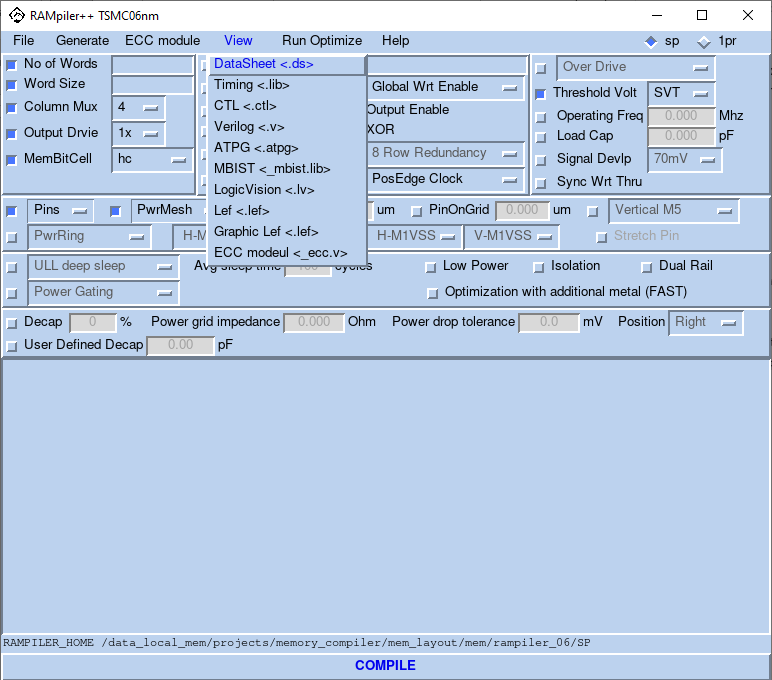 RAMpiler++ TSMC06nm
File Generate ECC module View Run Optimize Help sp 1pr
No of Words DataSheet <.ds> Over Drive
Word Size Timing <.lib> Global Wrt Enable Threshold Volt SVT
Column Mux 4 CTL <.ctl> Output Enable Operating Freq 0.000 Mhz
Output Drvie 1x Verilog <.v> XOR Load Cap 0.000 pF
MemBitCell hc ATPG <.atpg> 8 Row Redundancy Signal Devlp 70mV
MBIST <_mbist.lib> PosEdge Clock Sync Wrt Thru
LogicVision <.lv>
Pins PwrMesh Lef <.lef> um PinOnGrid 0.000 um Vertical M5
PwrRing H-M Graphic Lef <.lef> H-M1VSS V-M1VSS Stretch Pin
ECC modeul <_ecc.v>
ULL deep sleep Avg sleep time cycles Low Power Isolation Dual Rail
Power Gating Optimization with additional metal (FAST)
Decap 0 % Power grid impedance 0.000 Ohm Power drop tolerance 0.0 mV Position Right
User Defined Decap 0.00 pF
RAMPILER_HOME /data_local_mem/projects/memory_compiler/mem_layout/mem/rampiler_06/SP
COMPILE